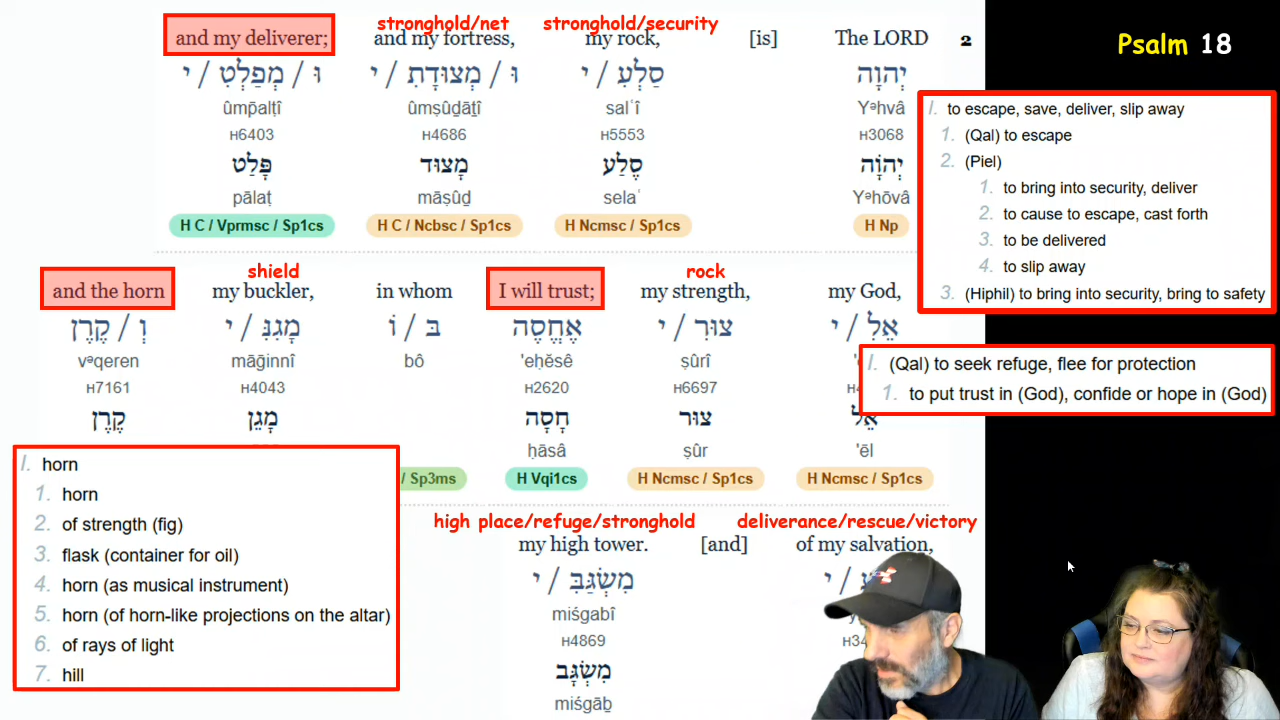 Psalm 18
stronghold/net stronghold/security
and my deliverer; and my fortress, my rock, [is] The LORD 2
וּ / מְפַלְטִ / י וּ / מְצוּדָתִ / י סַלְעִ / י יְהוָה
ûmp̄alṭî ûmṣûḏāṯî salʿî Yᵊhvâ
H6403 H4686 H5553 H3068
פָּלַט מָצוּד סֶלַע יְהוָֹה
pālaṭ māṣûḏ selaʿ Yᵊhōvâ
H C / Vprmsc / Sp1cs H C / Ncbsc / Sp1cs H Ncmsc / Sp1cs H Np
I. to escape, save, deliver, slip away
1. (Qal) to escape
2. (Piel)
1. to bring into security, deliver
2. to cause to escape, cast forth
3. to be delivered
4. to slip away
3. (Hiphil) to bring into security, bring to safety
shield rock
and the horn my buckler, in whom I will trust; my strength, my God,
וְ / קֶרֶן מָגִנִּ / י בּ / וֹ אֶחֱסֶה צוּרִ / י אֵלִ / י
vᵊqeren māḡinnî bô 'eḥĕsê ṣûrî
H7161 H4043 H2620 H6697
קֶרֶן מָגֵן חָסָה צוּר אֵל
ḥāsâ ṣûr 'ēl
/ Sp3ms H Vqi1cs H Ncmsc / Sp1cs H Ncmsc / Sp1cs
I. (Qal) to seek refuge, flee for protection
1. to put trust in (God), confide or hope in (God)
I. horn
1. horn
2. of strength (fig)
3. flask (container for oil)
4. horn (as musical instrument)
5. horn (of horn-like projections on the altar)
6. of rays of light
7. hill
high place/refuge/stronghold deliverance/rescue/victory
my high tower. [and] of my salvation,
מִשְׂגַּבִּ / י
miśgabî
H4869
מִשְׂגָּב
miśgāḇ